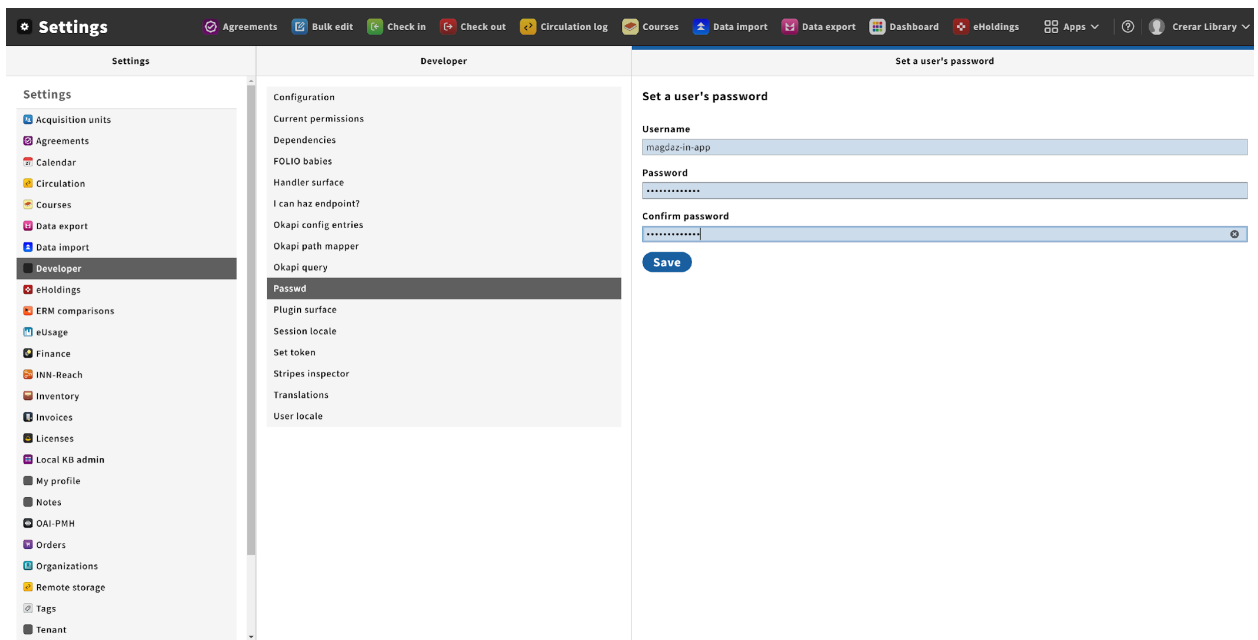 Settings
Agreements
Bulk edit
Check in
Check out
Circulation log
Courses
Data import
Data export
Dashboard
eHoldings
Apps
Crerar Library
Settings
Developer
Set a user's password
Settings
Acquisition units
Agreements
Calendar
Circulation
Courses
Data export
Data import
Developer
eHoldings
ERM comparisons
eUsage
Finance
INN-Reach
Inventory
Invoices
Licenses
Local KB admin
My profile
Notes
OAI-PMH
Orders
Organizations
Remote storage
Tags
Tenant
Configuration
Current permissions
Dependencies
FOLIO babies
Handler surface
I can haz endpoint?
Okapi config entries
Okapi path mapper
Okapi query
Passwd
Plugin surface
Session locale
Set token
Stripes inspector
Translations
User locale
Set a user's password
Username
magdaz-in-app
Password
•••••••••••••
Confirm password
•••••••••••••
Save